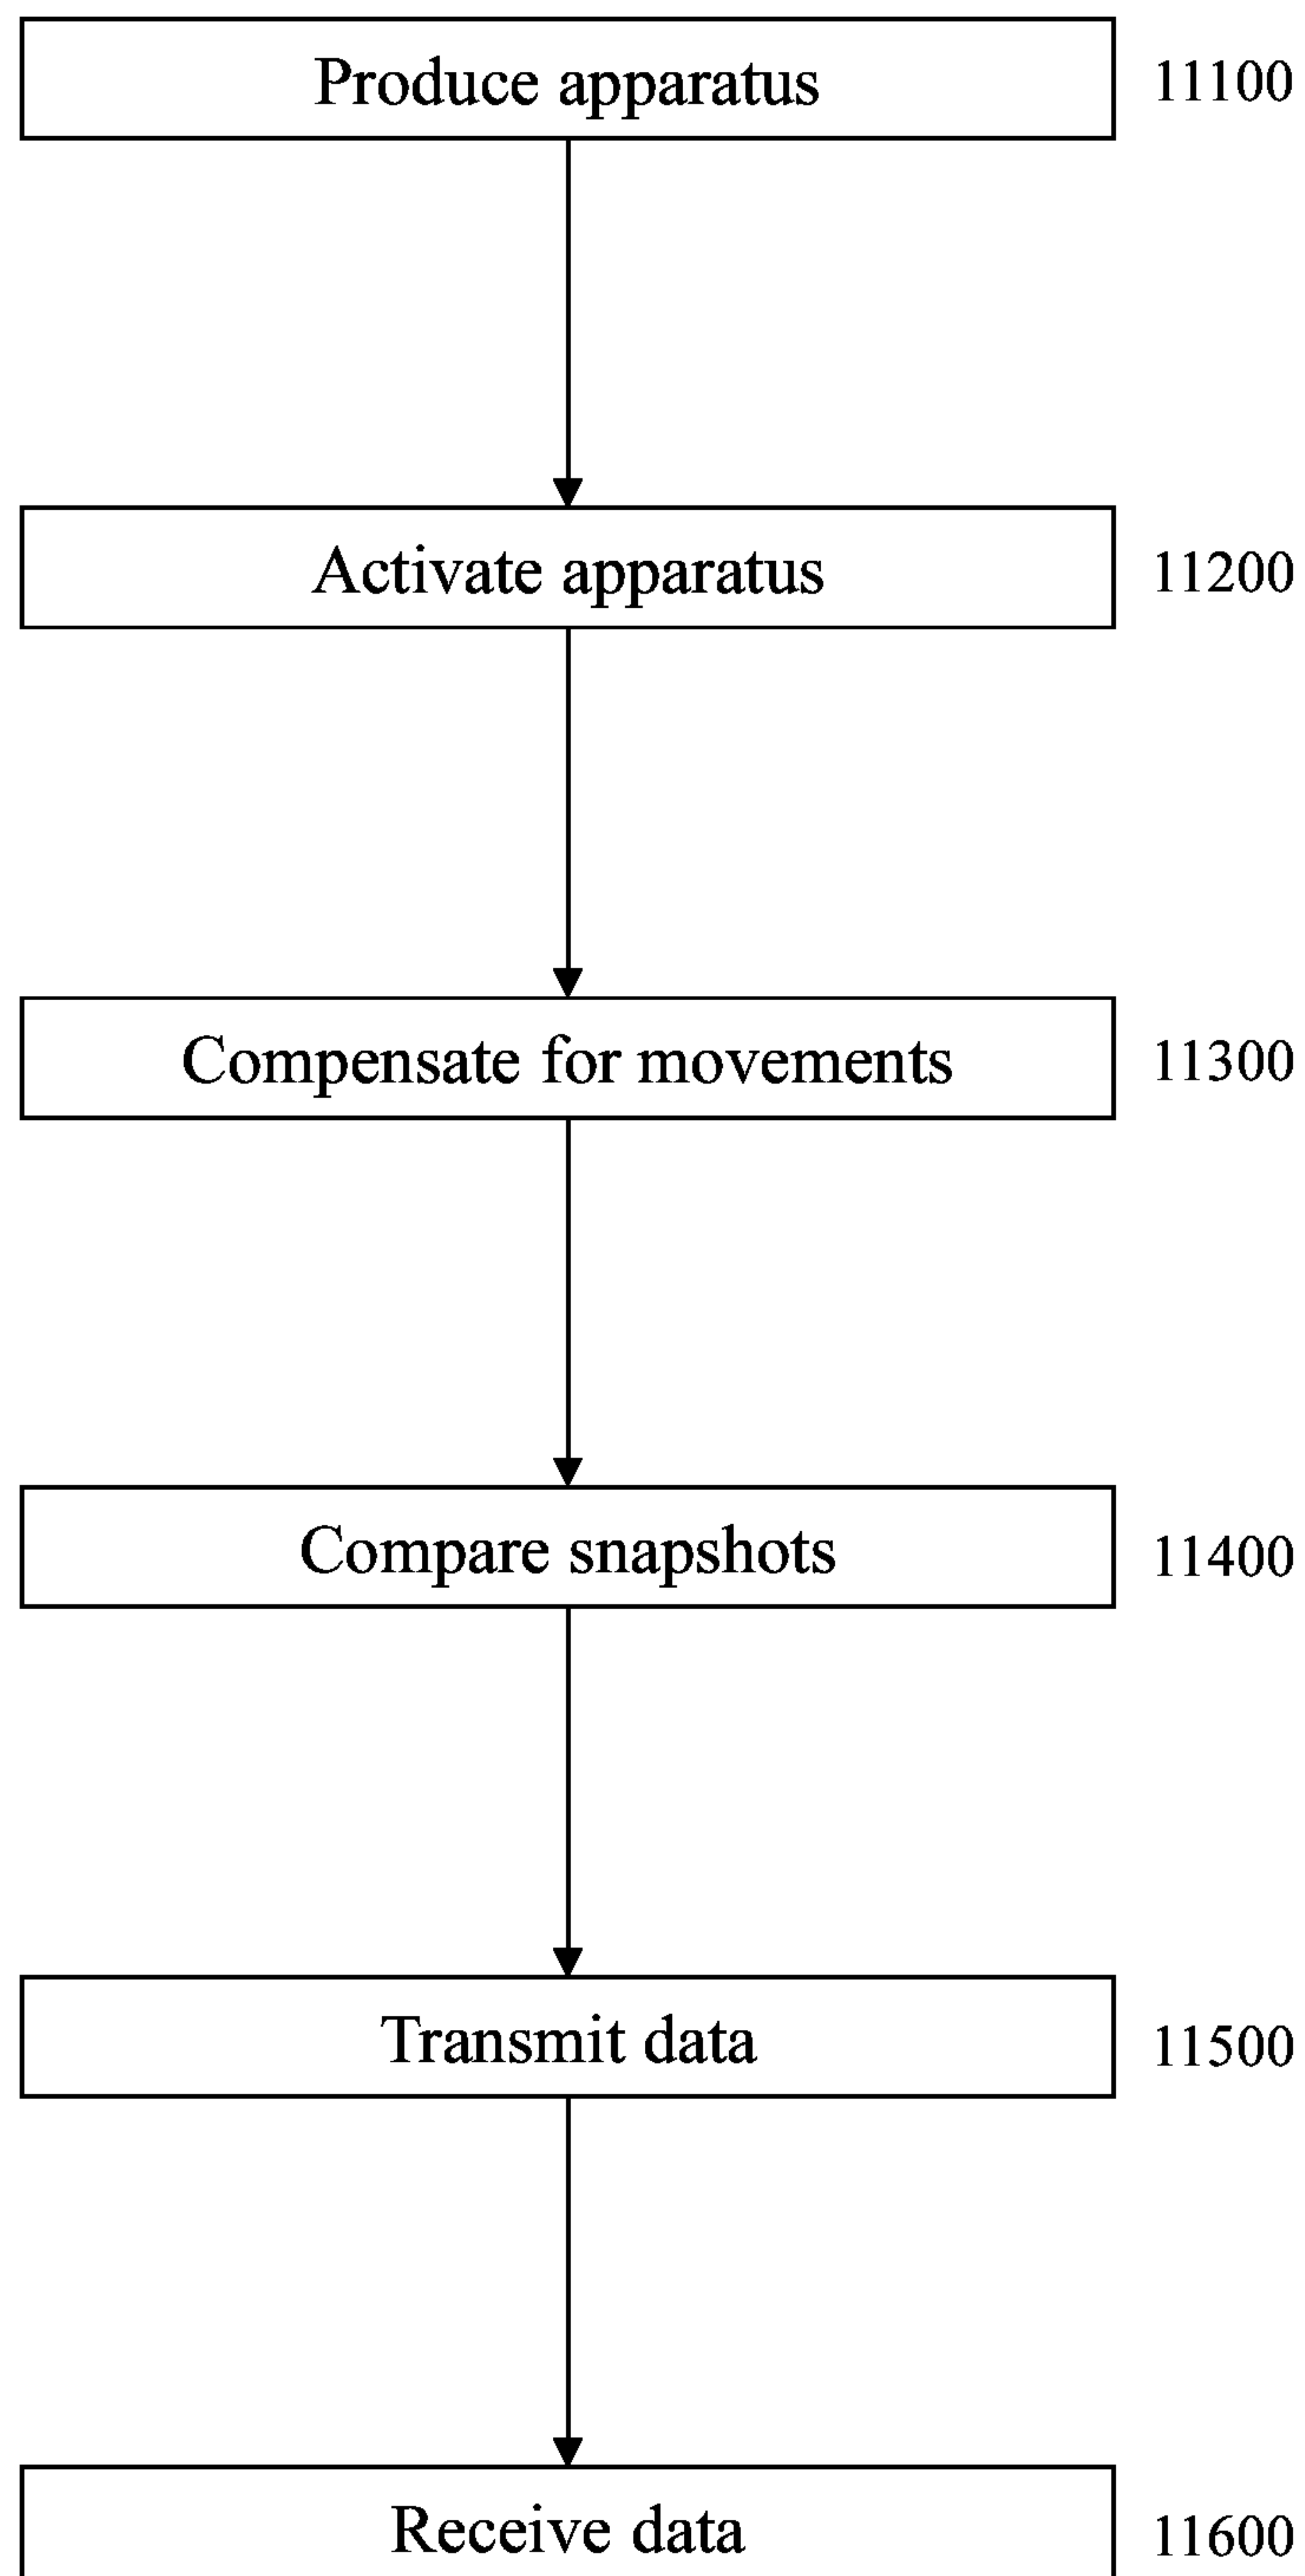 Produce apparatus 11100
Activate apparatus 11200
Compensate for movements 11300
Compare snapshots 11400
Transmit data 11500
Receive data 11600